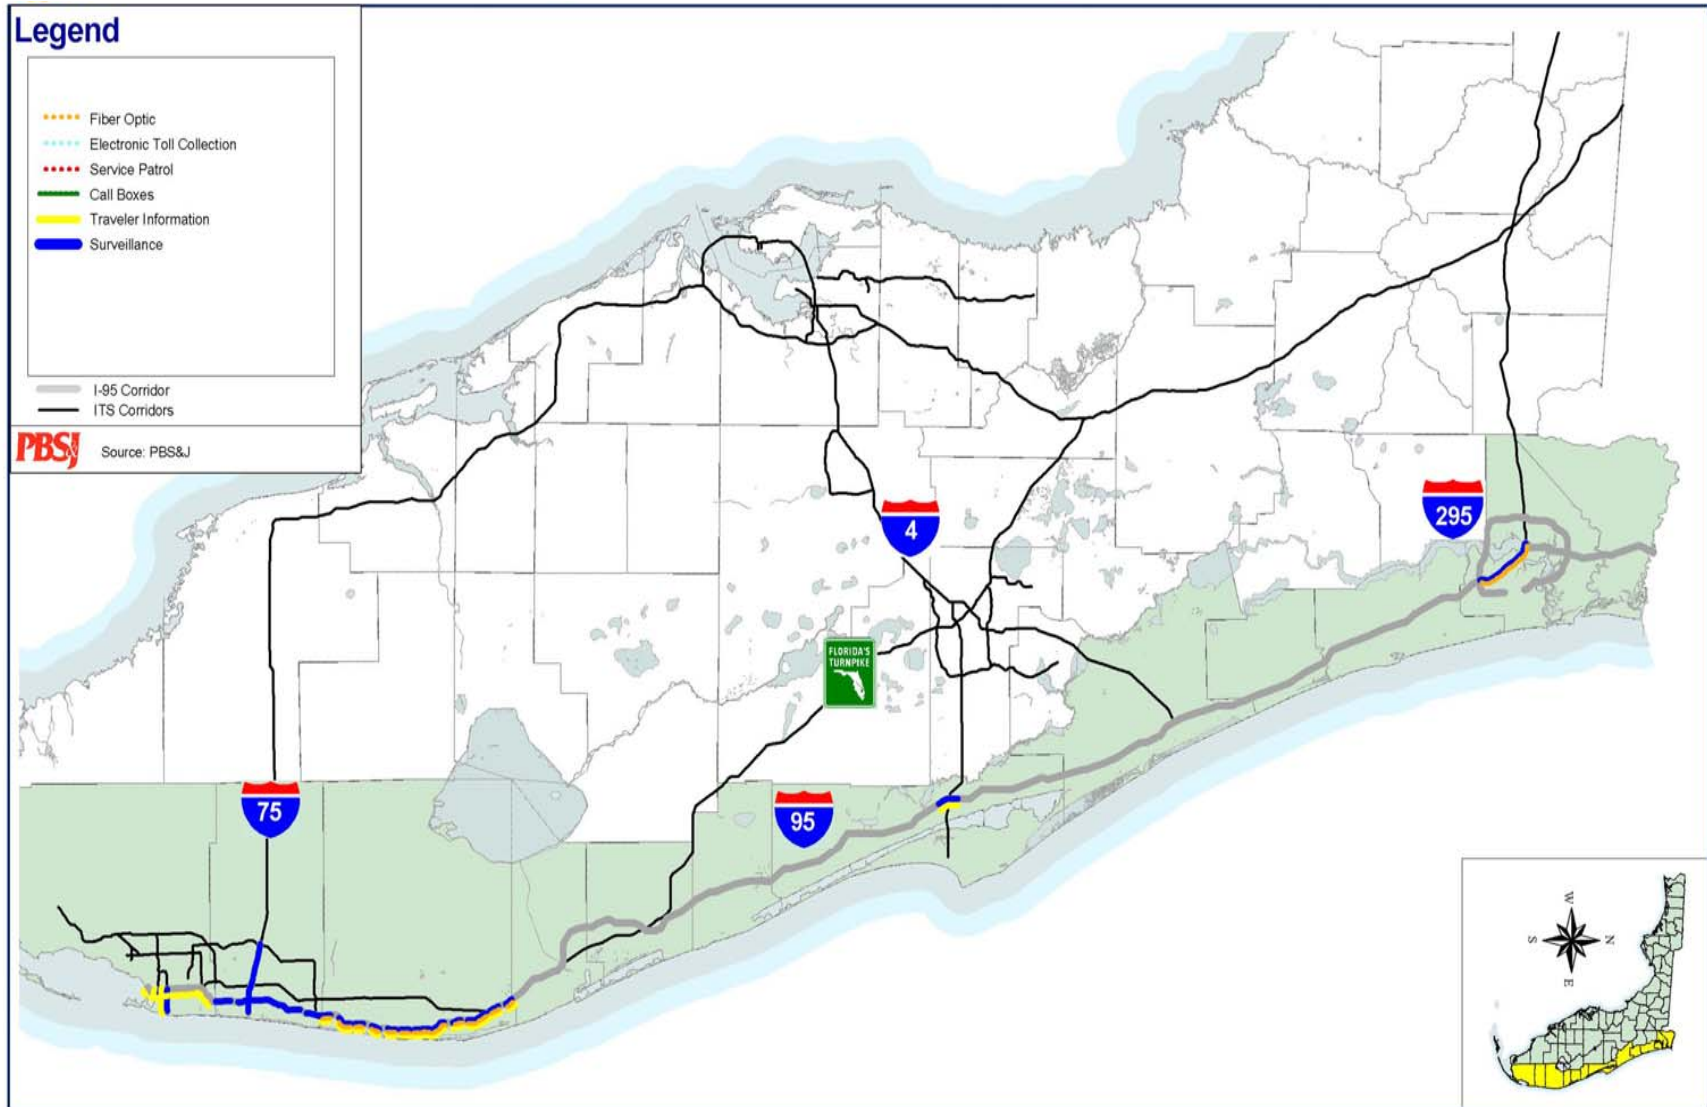 Legend
Fiber Optic
Electronic Toll Collection
Service Patrol
Call Boxes
Traveler Information
Surveillance
I-95 Corridor
ITS Corridors
PBS&J
Source: PBS&J
295
4
FLORIDA'S
TURNPIKE
75
95
W
S
N
E